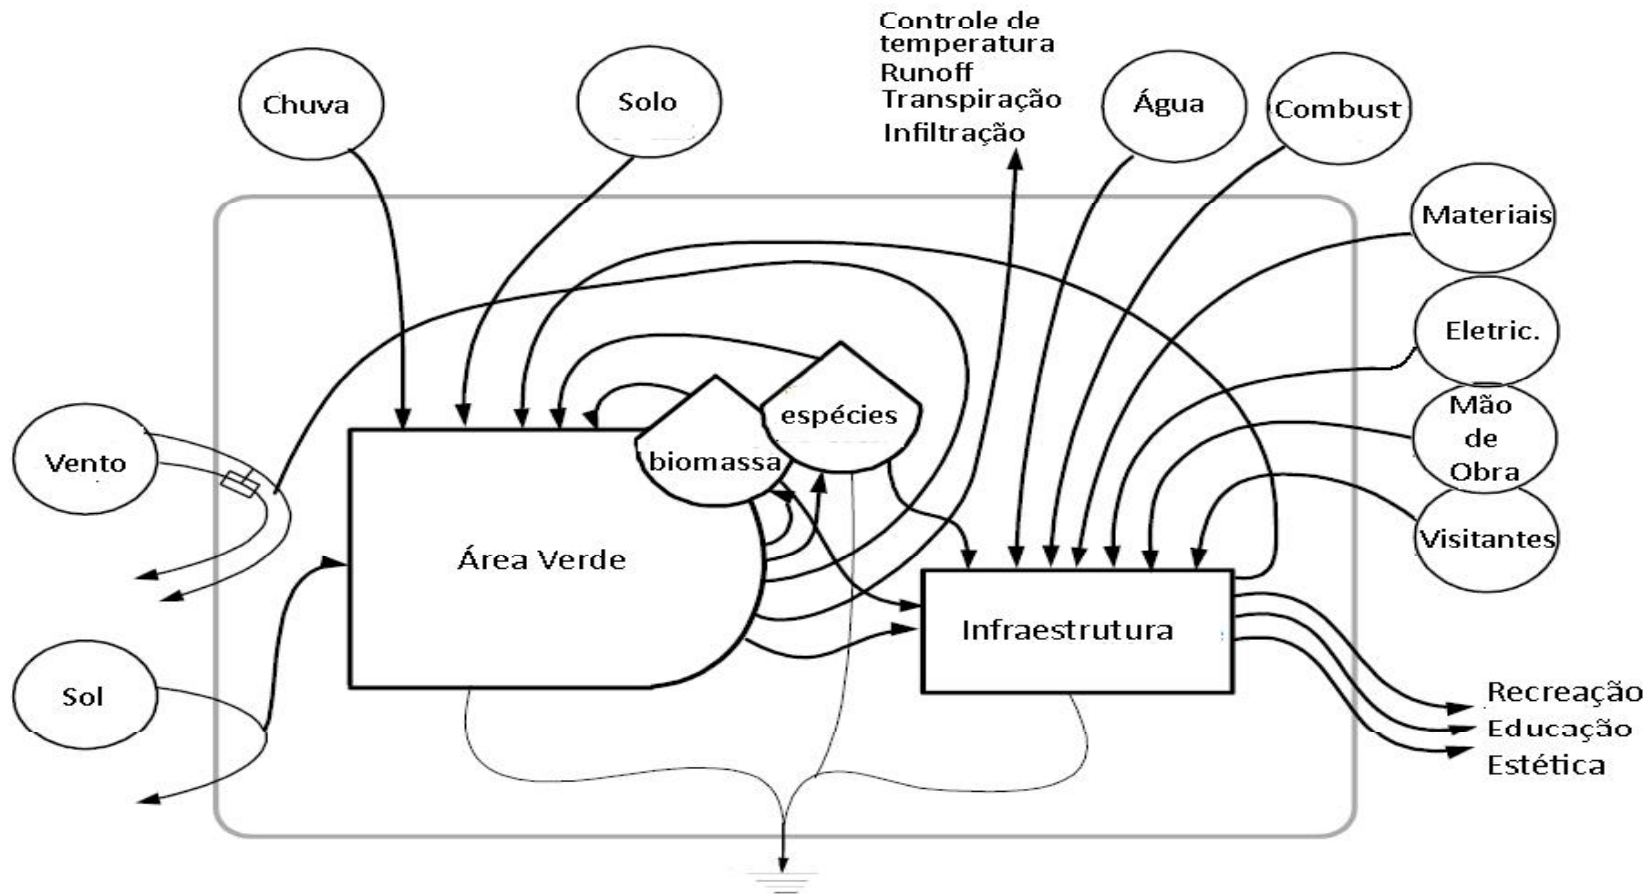 Controle de
temperatura
Runoff
Transpiração
Infiltração
Chuva
Solo
Água
Combust
Materiais
Eletric.
Mão
de
Obra
Visitantes
espécies
biomassa
Vento
Área Verde
Sol
Infraestrutura
Recreação
Educação
Estética